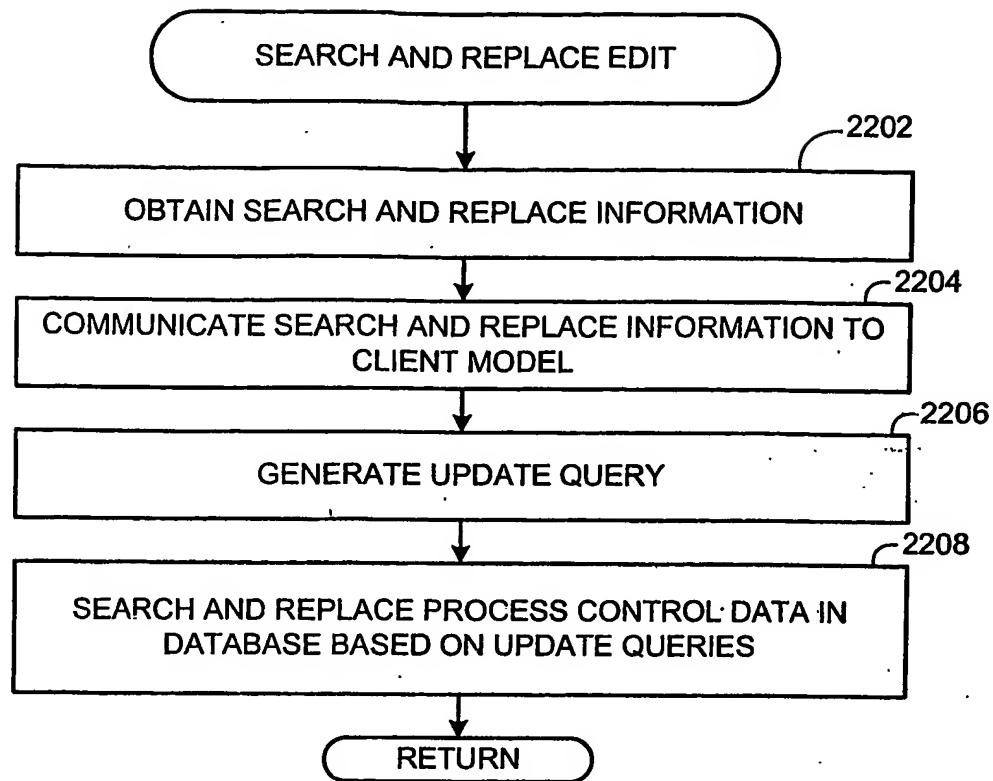 SEARCH AND REPLACE EDIT
2202
OBTAIN SEARCH AND REPLACE INFORMATION
2204
COMMUNICATE SEARCH AND REPLACE INFORMATION TO
CLIENT MODEL
2206
GENERATE UPDATE QUERY
2208
SEARCH AND REPLACE PROCESS CONTROL DATA IN
DATABASE BASED ON UPDATE QUERIES
RETURN